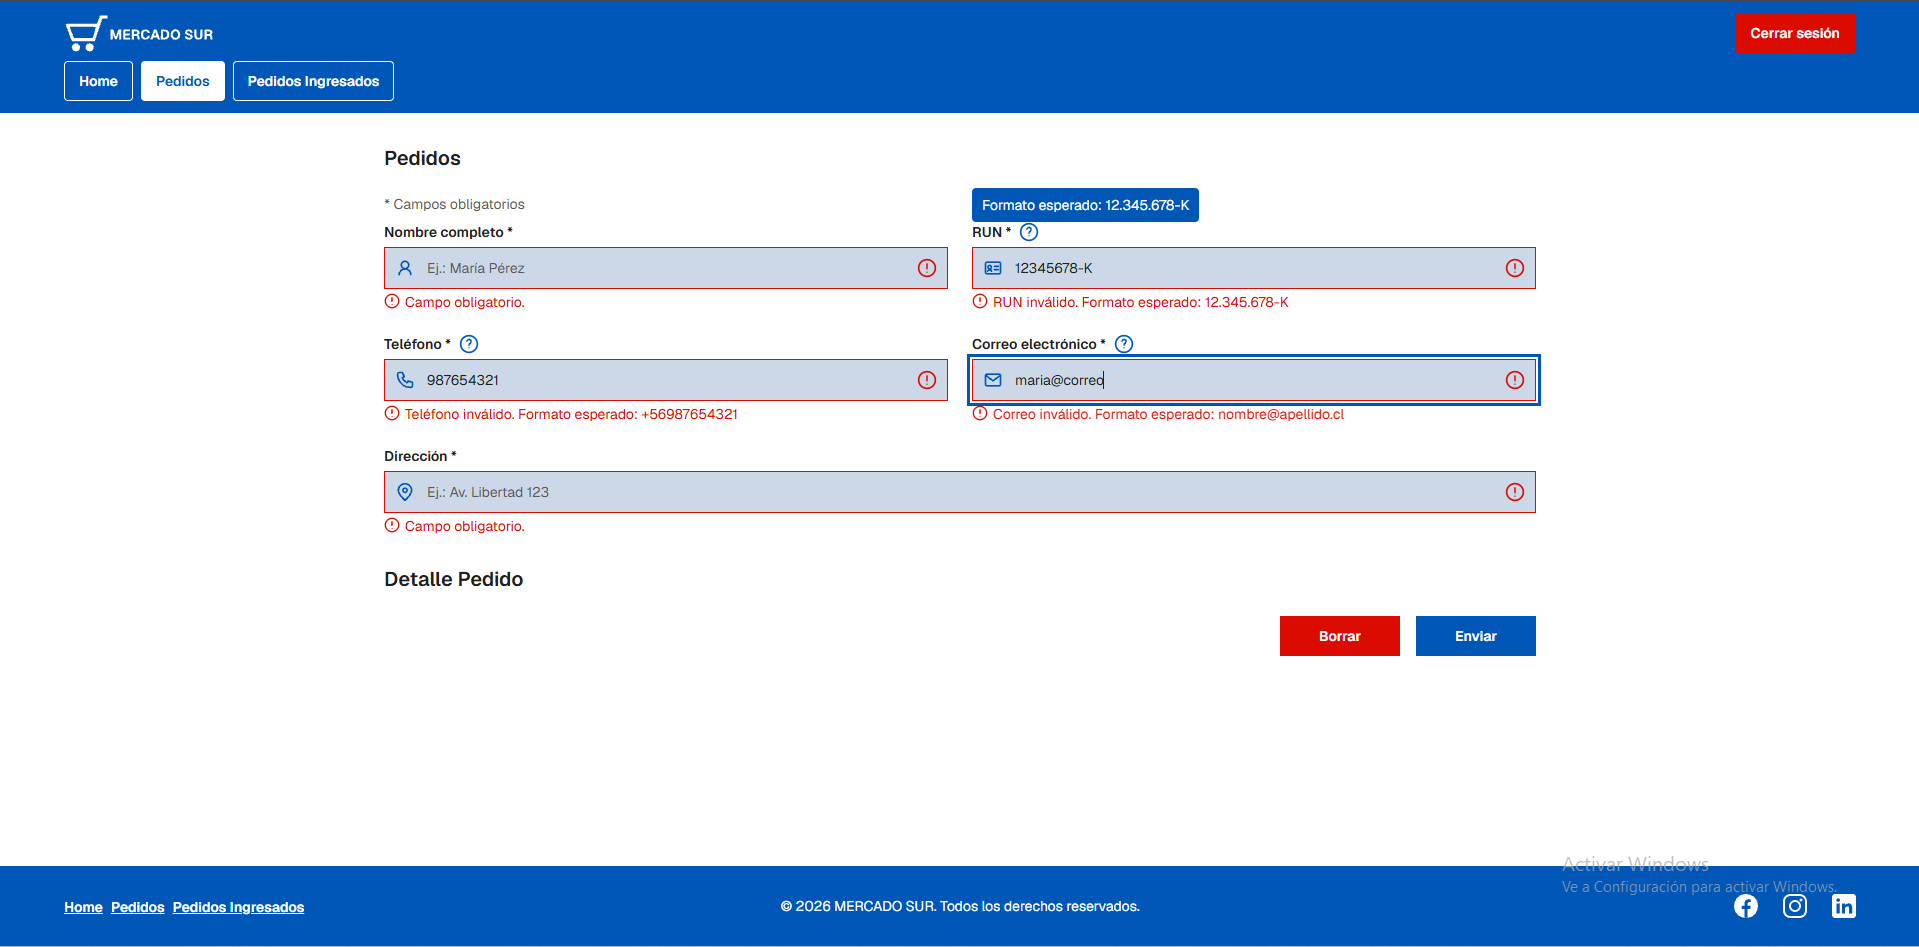 MERCADO SUR
Cerrar sesión
Home
Pedidos
Pedidos Ingresados
Pedidos
* Campos obligatorios
Formato esperado: 12.345.678-K
Nombre completo *
RUN *
Ej.: María Pérez
12345678-K
Campo obligatorio.
RUN inválido. Formato esperado: 12.345.678-K
Teléfono *
Correo electrónico *
987654321
maria@correo
Teléfono inválido. Formato esperado: +56987654321
Correo inválido. Formato esperado: nombre@apellido.cl
Dirección *
Ej.: Av. Libertad 123
Campo obligatorio.
Detalle Pedido
Borrar
Enviar
Activar Windows
Ve a Configuración para activar Windows.
Home Pedidos Pedidos Ingresados
© 2026 MERCADO SUR. Todos los derechos reservados.